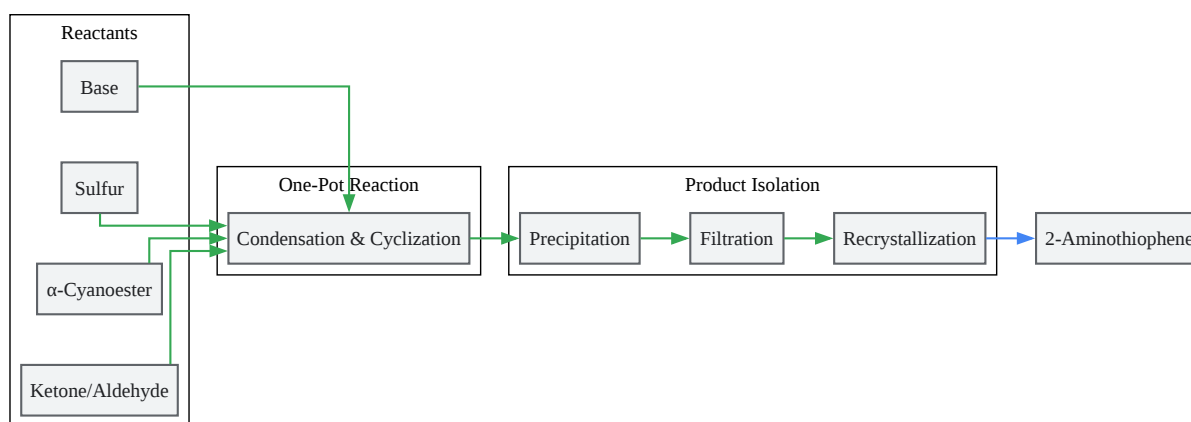 Reactants
Base
Sulfur
α-Cyanoester
Ketone/Aldehyde
One-Pot Reaction
Condensation & Cyclization
Product Isolation
Precipitation
Filtration
Recrystallization
2-Aminothiophene